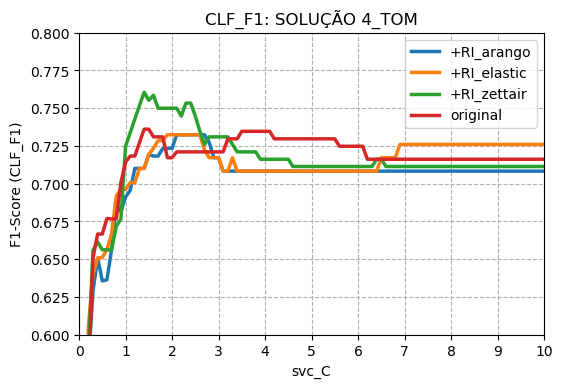 CLF_F1: SOLUÇÃO 4_TOM
F1-Score (CLF_F1)
0.800
0.775
0.750
0.725
0.700
0.675
0.650
0.625
0.600
+RI_arango
+RI_elastic
+RI_zettair
original
0 1 2 3 4 5 6 7 8 9 10
svc_C